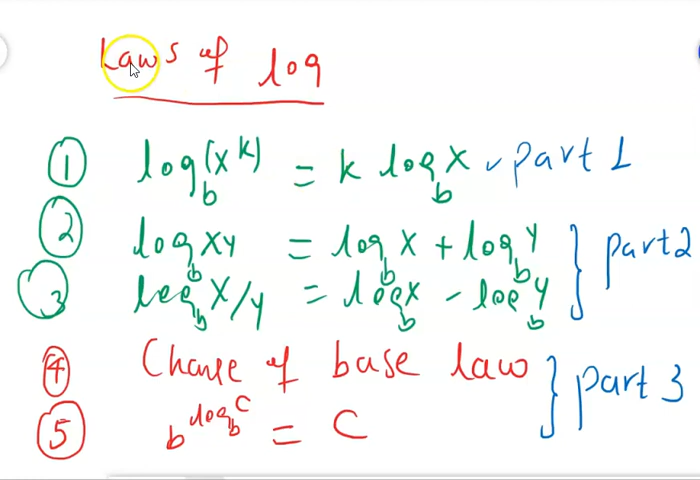 Laws of log
① log_b(x^k) = k log_b x ✓ part 1
② log_b xy = log_b x + log_b y } part 2
③ log_b x/y = log_b x - log_b y
④ Change of base law } part 3
⑤ b^(log_b c) = c